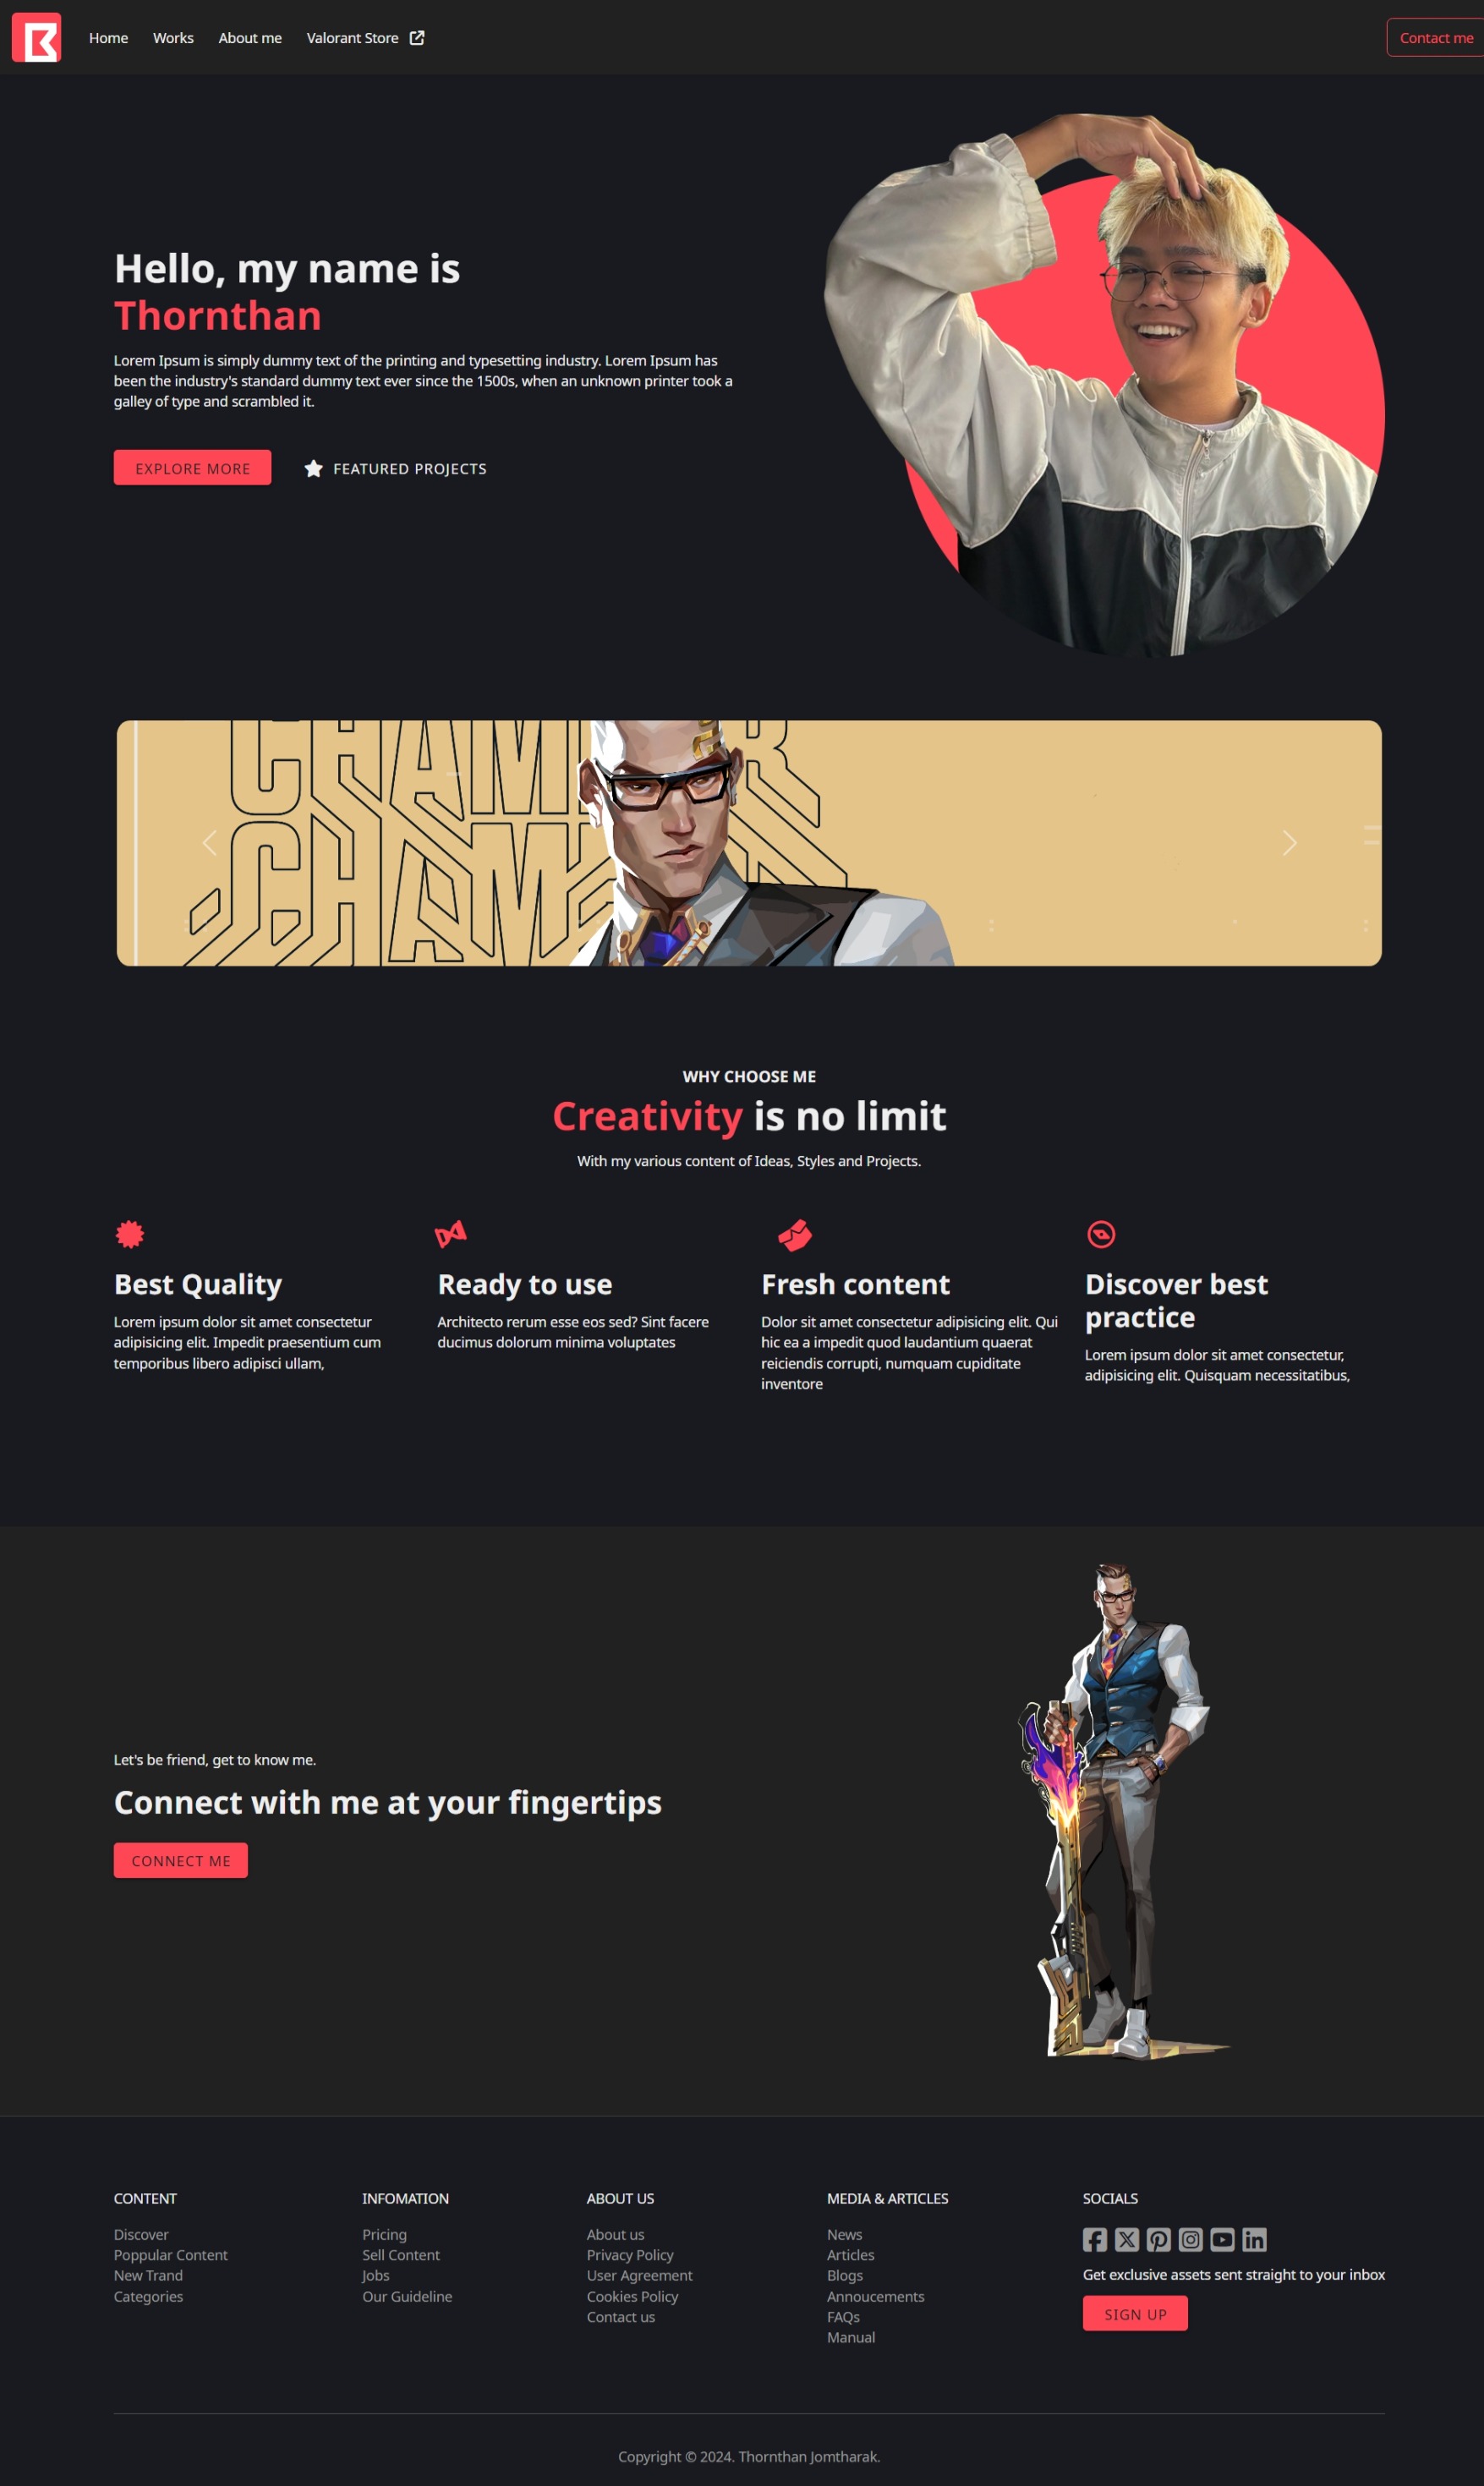 Home Works About me Valorant Store
Contact me
Hello, my name is
Thornthan
Lorem Ipsum is simply dummy text of the printing and typesetting industry. Lorem Ipsum has
been the industry's standard dummy text ever since the 1500s, when an unknown printer took a
galley of type and scrambled it.
EXPLORE MORE
FEATURED PROJECTS
WHY CHOOSE ME
Creativity is no limit
With my various content of Ideas, Styles and Projects.
Best Quality
Lorem ipsum dolor sit amet consectetur
adipisicing elit. Impedit praesentium cum
temporibus libero adipisci ullam,
Ready to use
Architecto rerum esse eos sed? Sint facere
ducimus dolorum minima voluptates
Fresh content
Dolor sit amet consectetur adipisicing elit. Qui
hic ea a impedit quod laudantium quaerat
reiciendis corrupti, numquam cupiditate
inventore
Discover best
practice
Lorem ipsum dolor sit amet consectetur,
adipisicing elit. Quisquam necessitatibus,
Let's be friend, get to know me.
Connect with me at your fingertips
CONNECT ME
CONTENT
Discover
Poppular Content
New Trand
Categories
INFOMATION
Pricing
Sell Content
Jobs
Our Guideline
ABOUT US
About us
Privacy Policy
User Agreement
Cookies Policy
Contact us
MEDIA & ARTICLES
News
Articles
Blogs
Annoucements
FAQs
Manual
SOCIALS
Get exclusive assets sent straight to your inbox
SIGN UP
Copyright © 2024. Thornthan Jomtharak.